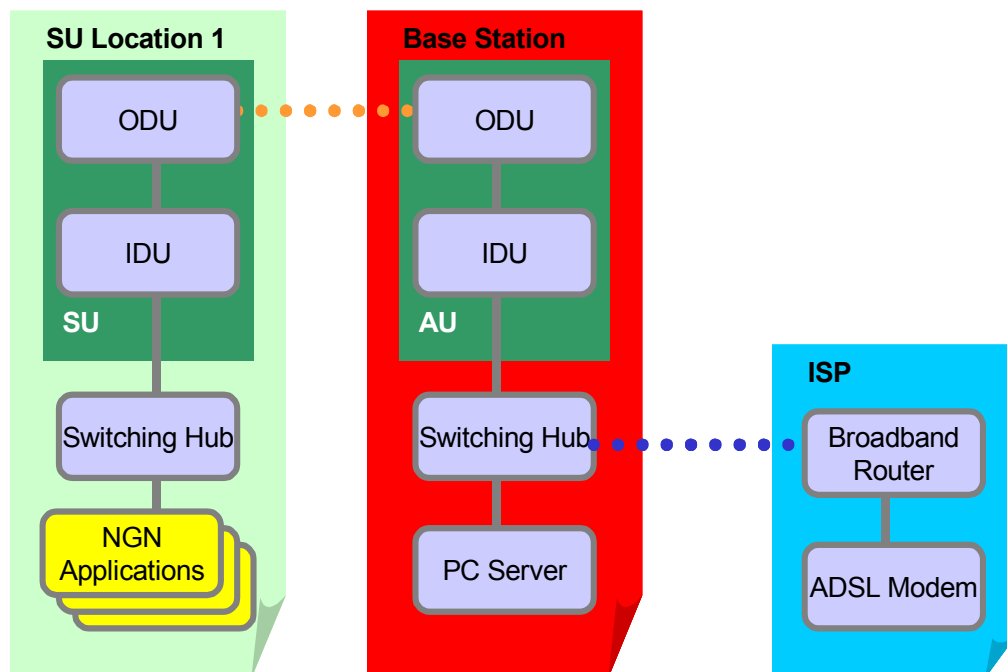 SU Location 1
ODU
IDU
SU
Switching Hub
NGN
Applications
Base Station
ODU
IDU
AU
Switching Hub
PC Server
ISP
Broadband
Router
ADSL Modem